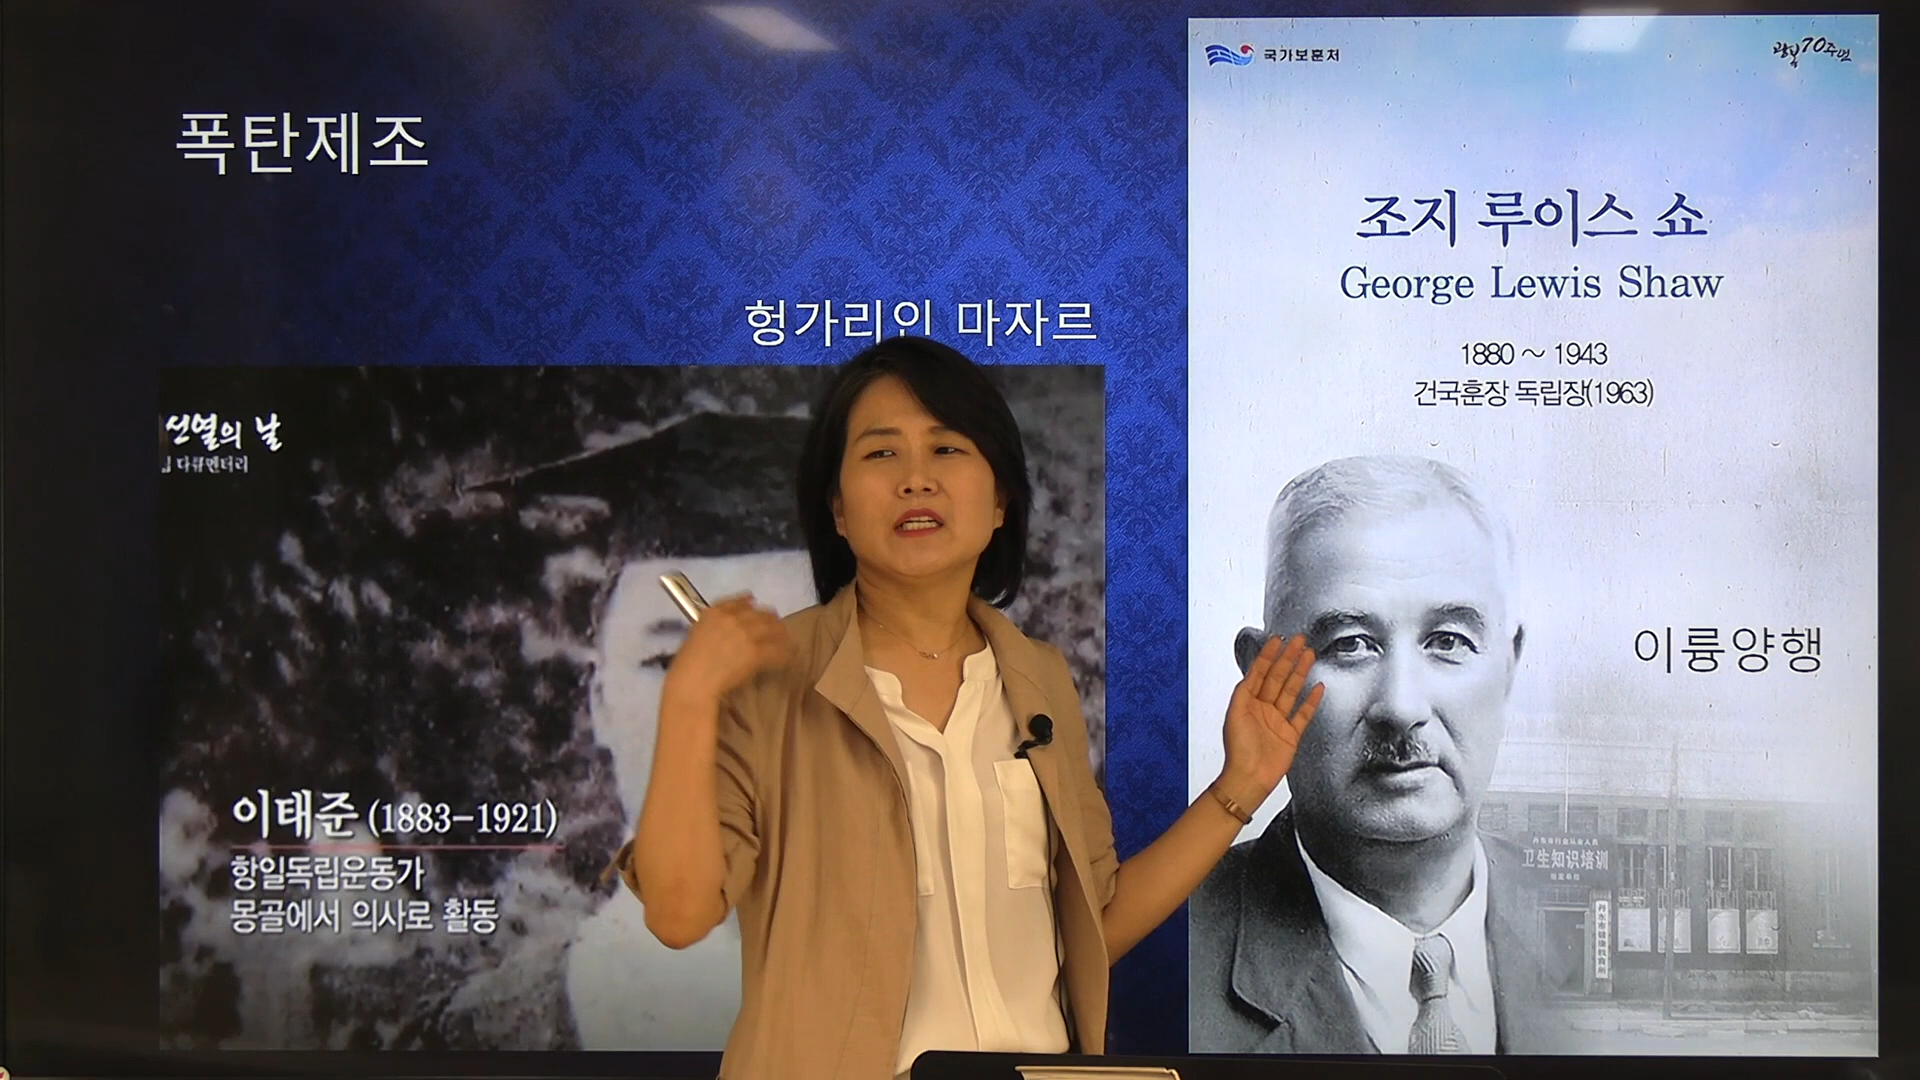 폭탄제조
헝가리인 마자르
선열의 날
다큐멘터리
이태준 (1883-1921)
항일독립운동가
몽골에서 의사로 활동
국가보훈처
광복70주년
조지 루이스 쇼
George Lewis Shaw
1880 ~ 1943
건국훈장 독립장(1963)
이륭양행
卫生知识培训